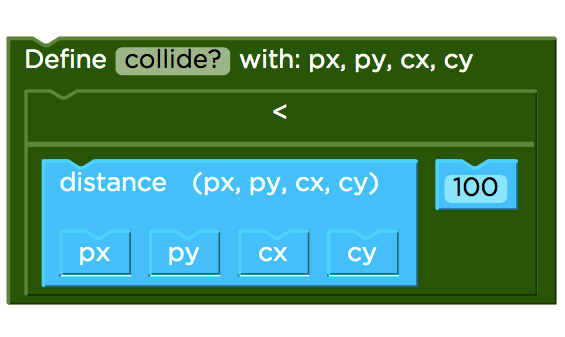 Define collide? with: px, py, cx, cy
<
distance (px, py, cx, cy) 100
px py cx cy